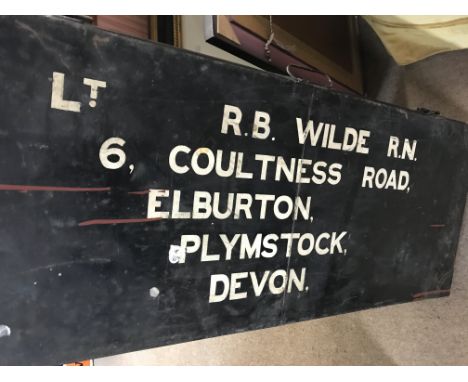 LT R.B. WILDE R.N.
6, COULTNESS ROAD,
ELBURTON,
PLYMSTOCK,
DEVON.